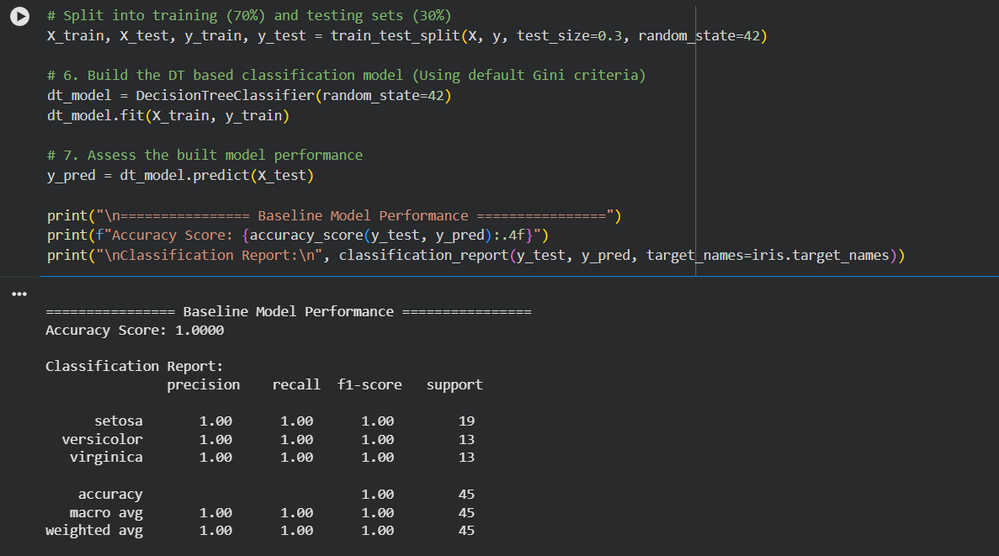 # Split into training (70%) and testing sets (30%)
X_train, X_test, y_train, y_test = train_test_split(X, y, test_size=0.3, random_state=42)
# 6. Build the DT based classification model (Using default Gini criteria)
dt_model = DecisionTreeClassifier(random_state=42)
dt_model.fit(X_train, y_train)
# 7. Assess the built model performance
y_pred = dt_model.predict(X_test)
print("\n================ Baseline Model Performance ================")
print(f"Accuracy Score: {accuracy_score(y_test, y_pred):.4f}")
print("\nClassification Report:\n", classification_report(y_test, y_pred, target_names=iris.target_names))
================ Baseline Model Performance ================
Accuracy Score: 1.0000
Classification Report:
precision recall f1-score support
setosa 1.00 1.00 1.00 19
versicolor 1.00 1.00 1.00 13
virginica 1.00 1.00 1.00 13
accuracy 1.00 45
macro avg 1.00 1.00 1.00 45
weighted avg 1.00 1.00 1.00 45